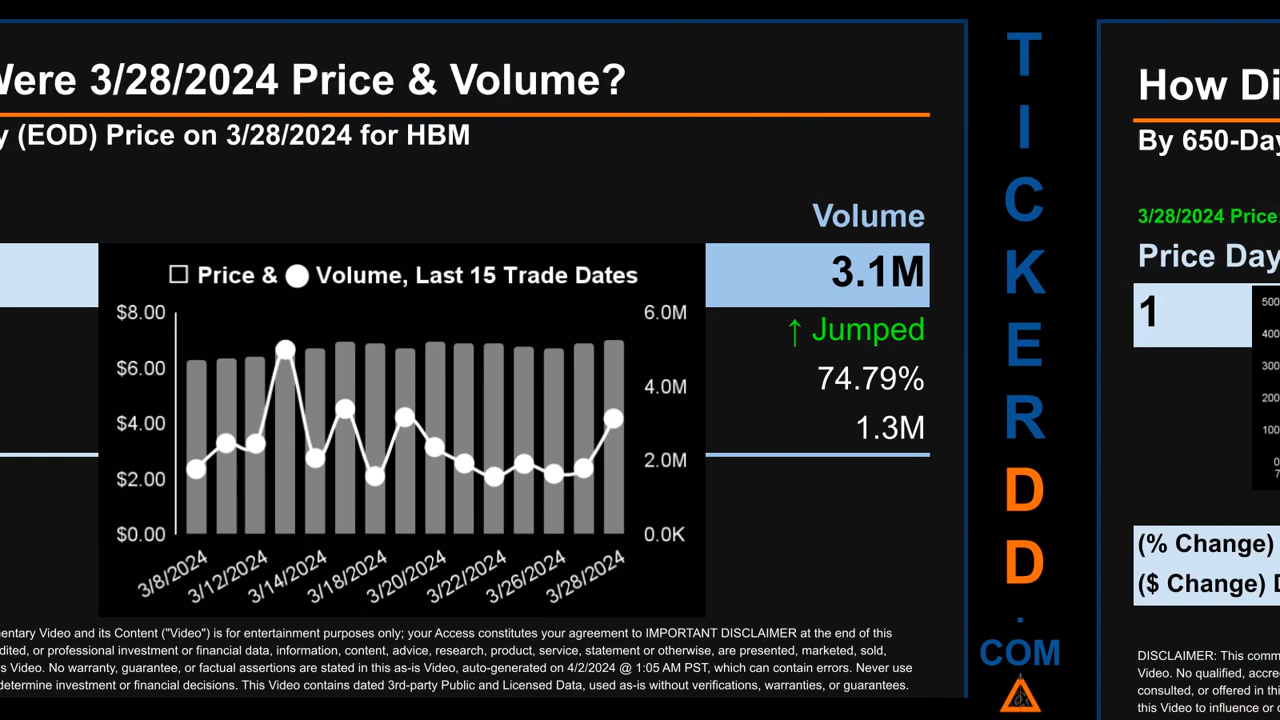 Were 3/28/2024 Price & Volume?
(EOD) Price on 3/28/2024 for HBM
Volume
3.1M
↑ Jumped
74.79%
1.3M
Price & Volume, Last 15 Trade Dates
$8.00
$6.00
$4.00
$2.00
$0.00
6.0M
4.0M
2.0M
0.0K
3/8/2024
3/12/2024
3/14/2024
3/18/2024
3/20/2024
3/22/2024
3/26/2024
3/28/2024
Video and its Content ("Video") is for entertainment purposes only; your Access constitutes your agreement to IMPORTANT DISCLAIMER at the end of this
or professional investment or financial data, information, content, advice, research, product, service, statement or otherwise, are presented, marketed, sold,
Video. No warranty, guarantee, or factual assertions are stated in this as-is Video, auto-generated on 4/2/2024 @ 1:05 AM PST, which can contain errors. Never use
determine investment or financial decisions. This Video contains dated 3rd-party Public and Licensed Data, used as-is without verifications, warranties, or guarantees.
T
I
C
K
E
R
D
D
.
COM
How Di
By 650-Day
3/28/2024 Price
Price Day
1
500
400
300
200
100
0
(% Change)
($ Change) D
DISCLAIMER: This comm
Video. No qualified, accre
consulted, or offered in thi
this Video to influence or